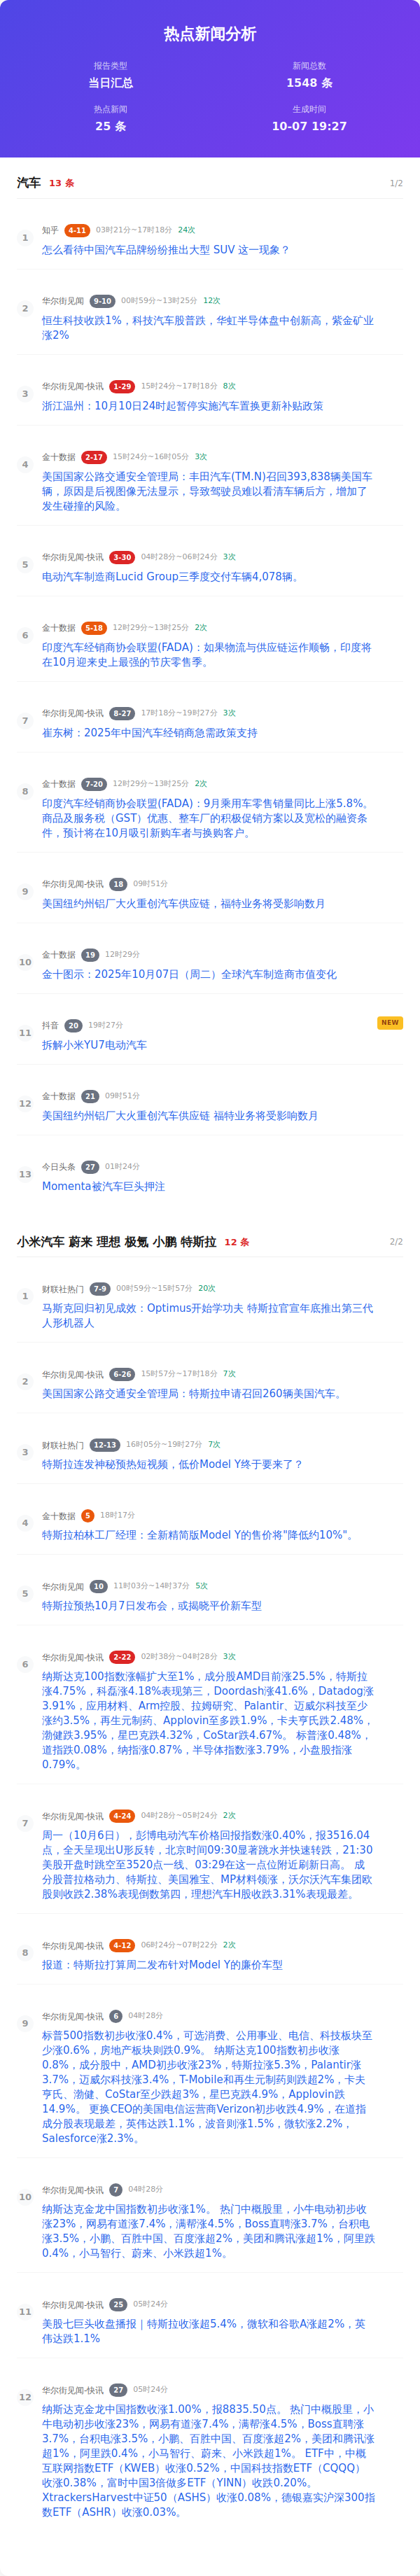 热点新闻分析
报告类型
新闻总数
当日汇总
1548 条
热点新闻
生成时间
25 条
10-07 19:27
汽车 13 条 1/2
1
知乎 4-11 03时21分~17时18分 24次
怎么看待中国汽车品牌纷纷推出大型 SUV 这一现象？
2
华尔街见闻 9-10 00时59分~13时25分 12次
恒生科技收跌1%，科技汽车股普跌，华虹半导体盘中创新高，紫金矿业
涨2%
3
华尔街见闻-快讯 1-29 15时24分~17时18分 8次
浙江温州：10月10日24时起暂停实施汽车置换更新补贴政策
4
金十数据 2-17 15时24分~16时05分 3次
美国国家公路交通安全管理局：丰田汽车(TM.N)召回393,838辆美国车
辆，原因是后视图像无法显示，导致驾驶员难以看清车辆后方，增加了
发生碰撞的风险。
5
华尔街见闻-快讯 3-30 04时28分~06时24分 3次
电动汽车制造商Lucid Group三季度交付车辆4,078辆。
6
金十数据 5-18 12时29分~13时25分 2次
印度汽车经销商协会联盟(FADA)：如果物流与供应链运作顺畅，印度将
在10月迎来史上最强的节庆零售季。
7
华尔街见闻-快讯 8-27 17时18分~19时27分 3次
崔东树：2025年中国汽车经销商急需政策支持
8
金十数据 7-20 12时29分~13时25分 2次
印度汽车经销商协会联盟(FADA)：9月乘用车零售销量同比上涨5.8%。
商品及服务税（GST）优惠、整车厂的积极促销方案以及宽松的融资条
件，预计将在10月吸引新购车者与换购客户。
9
华尔街见闻-快讯 18 09时51分
美国纽约州铝厂大火重创汽车供应链，福特业务将受影响数月
10
金十数据 19 12时29分
金十图示：2025年10月07日（周二）全球汽车制造商市值变化
11
抖音 20 19时27分 NEW
拆解小米YU7电动汽车
12
金十数据 21 09时51分
美国纽约州铝厂大火重创汽车供应链 福特业务将受影响数月
13
今日头条 27 01时24分
Momenta被汽车巨头押注
小米汽车 蔚来 理想 极氪 小鹏 特斯拉 12 条 2/2
1
财联社热门 7-9 00时59分~15时57分 20次
马斯克回归初见成效：Optimus开始学功夫 特斯拉官宣年底推出第三代
人形机器人
2
华尔街见闻-快讯 6-26 15时57分~17时18分 7次
美国国家公路交通安全管理局：特斯拉申请召回260辆美国汽车。
3
财联社热门 12-13 16时05分~19时27分 7次
特斯拉连发神秘预热短视频，低价Model Y终于要来了？
4
金十数据 5 18时17分
特斯拉柏林工厂经理：全新精简版Model Y的售价将"降低约10%"。
5
华尔街见闻 10 11时03分~14时37分 5次
特斯拉预热10月7日发布会，或揭晓平价新车型
6
华尔街见闻-快讯 2-22 02时38分~04时28分 3次
纳斯达克100指数涨幅扩大至1%，成分股AMD目前涨25.5%，特斯拉
涨4.75%，科磊涨4.18%表现第三，Doordash涨41.6%，Datadog涨
3.91%，应用材料、Arm控股、拉姆研究、Palantir、迈威尔科技至少
涨约3.5%，再生元制药、Applovin至多跌1.9%，卡夫亨氏跌2.48%，
渤健跌3.95%，星巴克跌4.32%，CoStar跌4.67%。 标普涨0.48%，
道指跌0.08%，纳指涨0.87%，半导体指数涨3.79%，小盘股指涨
0.79%。
7
华尔街见闻-快讯 4-24 04时28分~05时24分 2次
周一（10月6日），彭博电动汽车价格回报指数涨0.40%，报3516.04
点，全天呈现出U形反转，北京时间09:30显著跳水并快速转跌，21:30
美股开盘时跳空至3520点一线、03:29在这一点位附近刷新日高。 成
分股普拉格动力、特斯拉、美国雅宝、MP材料领涨，沃尔沃汽车集团欧
股则收跌2.38%表现倒数第四，理想汽车H股收跌3.31%表现最差。
8
华尔街见闻-快讯 4-12 06时24分~07时22分 2次
报道：特斯拉打算周二发布针对Model Y的廉价车型
9
华尔街见闻-快讯 6 04时28分
标普500指数初步收涨0.4%，可选消费、公用事业、电信、科技板块至
少涨0.6%，房地产板块则跌0.9%。 纳斯达克100指数初步收涨
0.8%，成分股中，AMD初步收涨23%，特斯拉涨5.3%，Palantir涨
3.7%，迈威尔科技涨3.4%，T-Mobile和再生元制药则跌超2%，卡夫
亨氏、渤健、CoStar至少跌超3%，星巴克跌4.9%，Applovin跌
14.9%。 更换CEO的美国电信运营商Verizon初步收跌4.9%，在道指
成分股表现最差，英伟达跌1.1%，波音则涨1.5%，微软涨2.2%，
Salesforce涨2.3%。
10
华尔街见闻-快讯 7 04时28分
纳斯达克金龙中国指数初步收涨1%。 热门中概股里，小牛电动初步收
涨23%，网易有道涨7.4%，满帮涨4.5%，Boss直聘涨3.7%，台积电
涨3.5%，小鹏、百胜中国、百度涨超2%，美团和腾讯涨超1%，阿里跌
0.4%，小马智行、蔚来、小米跌超1%。
11
华尔街见闻-快讯 25 05时24分
美股七巨头收盘播报｜特斯拉收涨超5.4%，微软和谷歌A涨超2%，英
伟达跌1.1%
12
华尔街见闻-快讯 27 05时24分
纳斯达克金龙中国指数收涨1.00%，报8835.50点。 热门中概股里，小
牛电动初步收涨23%，网易有道涨7.4%，满帮涨4.5%，Boss直聘涨
3.7%，台积电涨3.5%，小鹏、百胜中国、百度涨超2%，美团和腾讯涨
超1%，阿里跌0.4%，小马智行、蔚来、小米跌超1%。 ETF中，中概
互联网指数ETF（KWEB）收涨0.52%，中国科技指数ETF（CQQQ）
收涨0.38%，富时中国3倍做多ETF（YINN）收跌0.20%。
XtrackersHarvest中证50（ASHS）收涨0.08%，德银嘉实沪深300指
数ETF（ASHR）收涨0.03%。